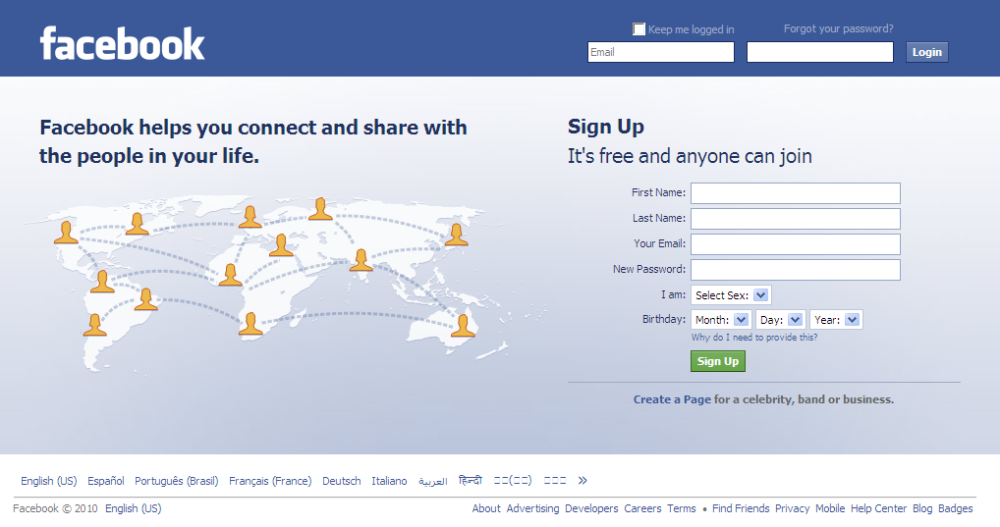 facebook
Keep me logged in
Forgot your password?
Email
Login
Facebook helps you connect and share with
the people in your life.
Sign Up
It's free and anyone can join
First Name:
Last Name:
Your Email:
New Password:
I am: Select Sex:
Birthday: Month: Day: Year:
Why do I need to provide this?
Sign Up
Create a Page for a celebrity, band or business.
English (US) Español Português (Brasil) Français (France) Deutsch Italiano العربية हिन्दी □□(□□) □□□ »
Facebook © 2010 English (US) About Advertising Developers Careers Terms • Find Friends Privacy Mobile Help Center Blog Badges